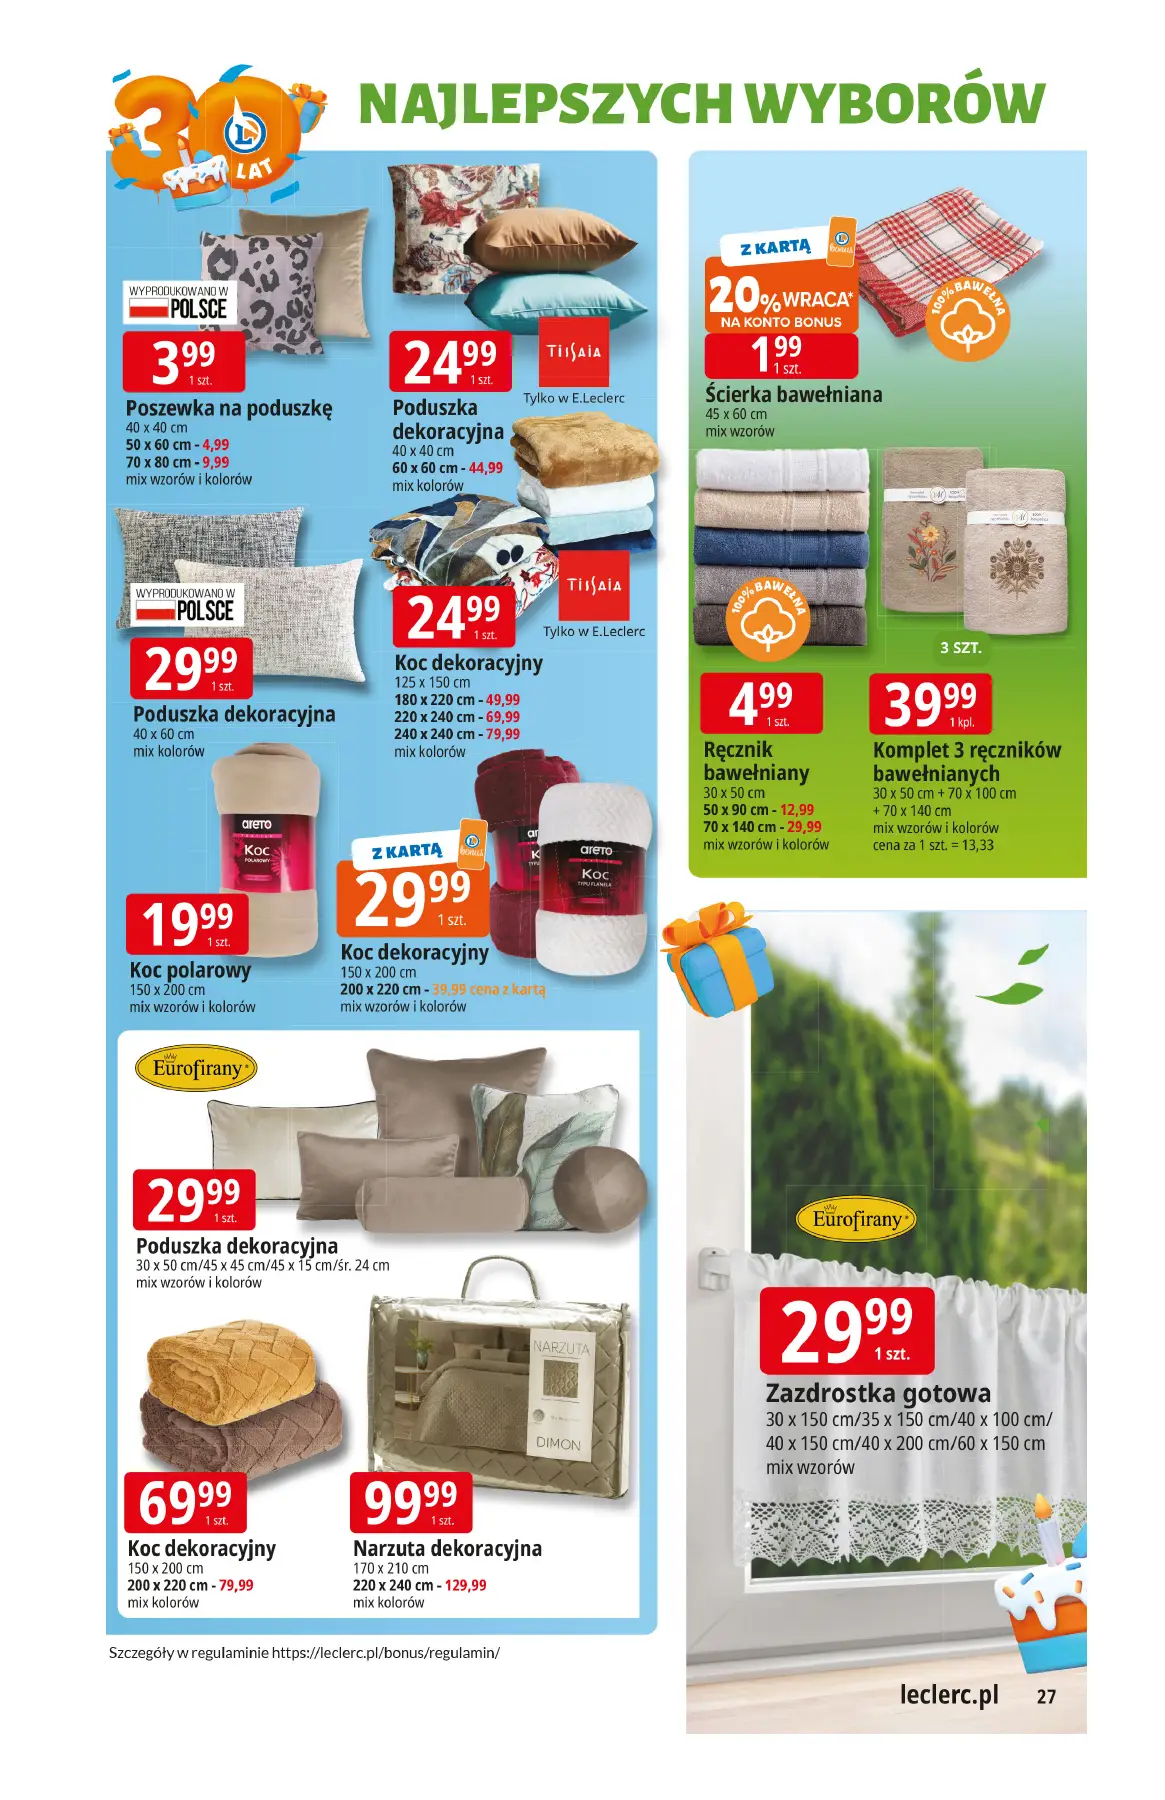 30
LAT
NAJLEPSZYCH WYBORÓW
WYPRODUKOWANO W
POLSCE
3 99
1 szt.
Poszewka na poduszkę
40 x 40 cm
50 x 60 cm - 4,99
70 x 80 cm - 9,99
mix wzorów i kolorów
24 99
1 szt.
TISSAIA
Tylko w E.Leclerc
Poduszka
dekoracyjna
40 x 40 cm
60 x 60 cm - 44,99
mix kolorów
WYPRODUKOWANO W
POLSCE
29 99
1 szt.
Poduszka dekoracyjna
40 x 60 cm
mix kolorów
24 99
1 szt.
TISSAIA
Tylko w E.Leclerc
Koc dekoracyjny
125 x 150 cm
180 x 220 cm - 49,99
220 x 240 cm - 69,99
240 x 240 cm - 79,99
mix kolorów
areto
Koc
POLAROWY
19 99
1 szt.
Koc polarowy
150 x 200 cm
mix wzorów i kolorów
Z KARTĄ
bonus
29 99
1 szt.
areto
K
areto
Koc
TYPU FLANELA
Koc dekoracyjny
150 x 200 cm
200 x 220 cm - 39,99 cena z kartą
mix wzorów i kolorów
Eurofirany
29 99
1 szt.
Poduszka dekoracyjna
30 x 50 cm/45 x 45 cm/45 x 15 cm/śr. 24 cm
mix wzorów i kolorów
69 99
1 szt.
Koc dekoracyjny
150 x 200 cm
200 x 220 cm - 79,99
mix kolorów
NARZUTA
DIMON
99 99
1 szt.
Narzuta dekoracyjna
170 x 210 cm
220 x 240 cm - 129,99
mix kolorów
Z KARTĄ
bonus
20% WRACA*
NA KONTO BONUS
1 99
1 szt.
100% BAWEŁNA
Ścierka bawełniana
45 x 60 cm
mix wzorów
100% BAWEŁNA
4 99
1 szt.
Ręcznik
bawełniany
30 x 50 cm
50 x 90 cm - 12,99
70 x 140 cm - 29,99
mix wzorów i kolorów
3 SZT.
39 99
1 kpl.
Komplet 3 ręczników
bawełnianych
30 x 50 cm + 70 x 100 cm
+ 70 x 140 cm
mix wzorów i kolorów
cena za 1 szt. = 13,33
Eurofirany
29 99
1 szt.
Zazdrostka gotowa
30 x 150 cm/35 x 150 cm/40 x 100 cm/
40 x 150 cm/40 x 200 cm/60 x 150 cm
mix wzorów
Szczegóły w regulaminie https://leclerc.pl/bonus/regulamin/
leclerc.pl 27